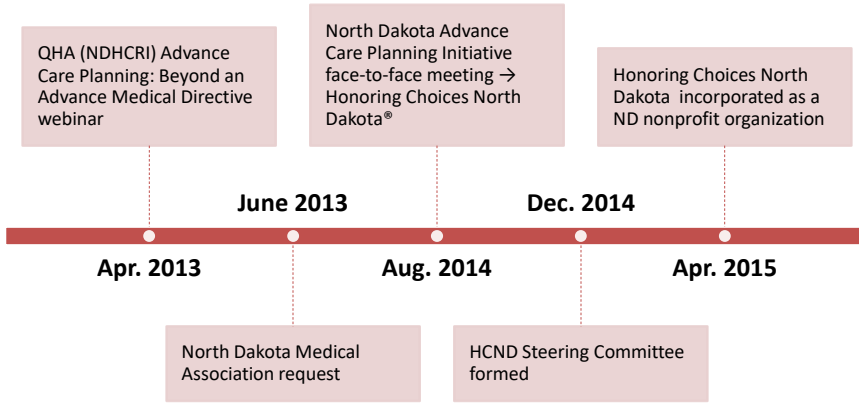 QHA (NDHCRI) Advance
Care Planning: Beyond an
Advance Medical Directive
webinar
North Dakota Advance
Care Planning Initiative
face-to-face meeting →
Honoring Choices North
Dakota®
Honoring Choices North
Dakota incorporated as a
ND nonprofit organization
June 2013
Dec. 2014
Apr. 2013
Aug. 2014
Apr. 2015
North Dakota Medical
Association request
HCND Steering Committee
formed